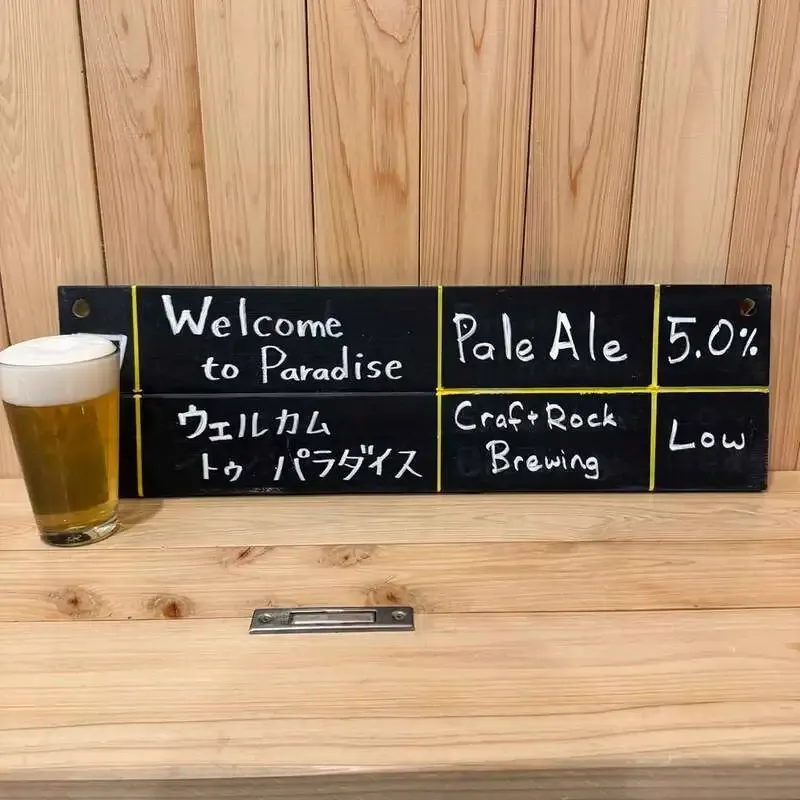 Welcome
to Paradise
Pale Ale
5.0%
ウェルカム
トゥ パラダイス
Craft Rock
Brewing
Low